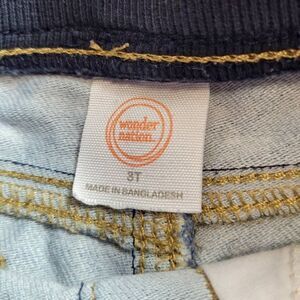 wonder
nation.
3T
MADE IN BANGLADESH